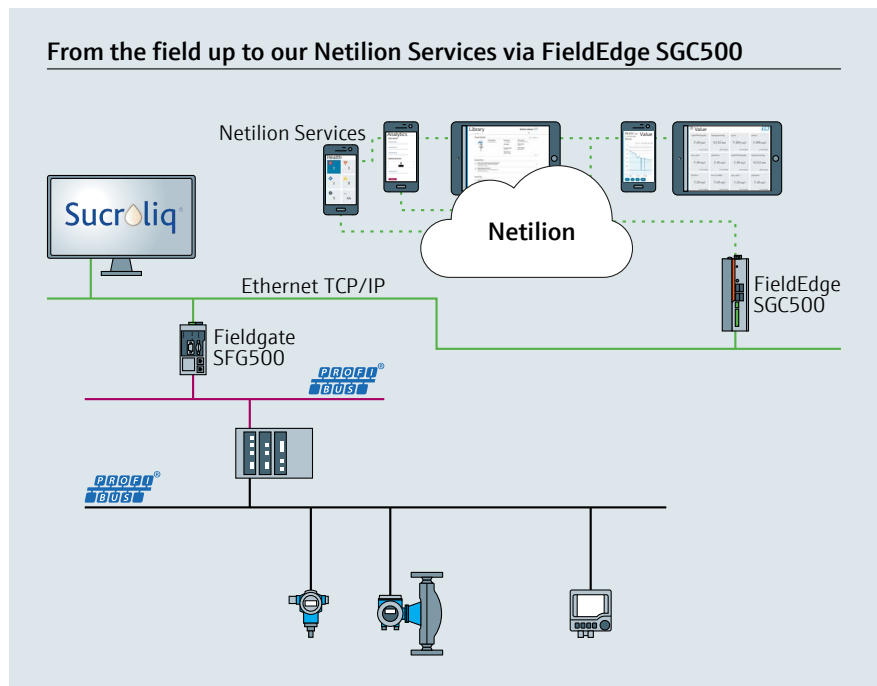 From the field up to our Netilion Services via FieldEdge SGC500
Netilion Services
Analytics
Library
Health
Value
Value
Sucroliq
Netilion
Ethernet TCP/IP
FieldEdge
SGC500
Fieldgate
SFG500
PROFI®
BUS
PROFI®
BUS